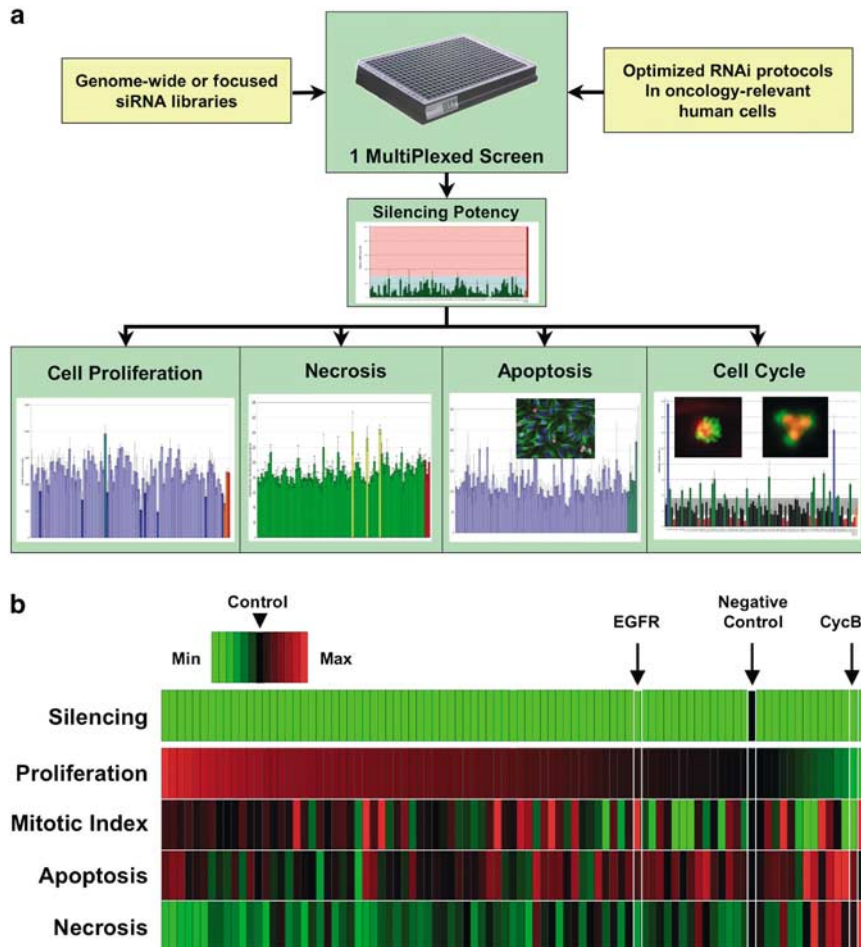 a
Genome-wide or focused
siRNA libraries
1 MultiPlexed Screen
Optimized RNAi protocols
In oncology-relevant
human cells
Silencing Potency
Cell Proliferation
Necrosis
Apoptosis
Cell Cycle
b
Control
Min
Max
EGFR
Negative
Control
CycB
Silencing
Proliferation
Mitotic Index
Apoptosis
Necrosis